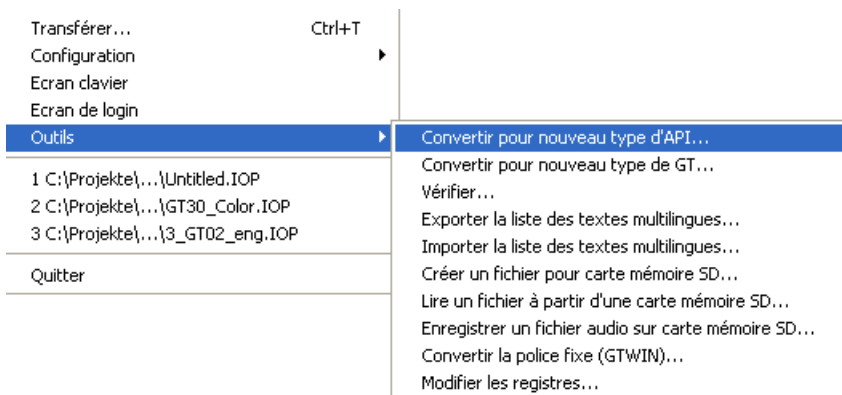 Transférer... Ctrl+T
Configuration
Ecran clavier
Ecran de login
Outils
1 C:\Projekte\...\Untitled.IOP
2 C:\Projekte\...\GT30_Color.IOP
3 C:\Projekte\...\3_GT02_eng.IOP
Quitter
Convertir pour nouveau type d'API...
Convertir pour nouveau type de GT...
Vérifier...
Exporter la liste des textes multilingues...
Importer la liste des textes multilingues...
Créer un fichier pour carte mémoire SD...
Lire un fichier à partir d'une carte mémoire SD...
Enregistrer un fichier audio sur carte mémoire SD...
Convertir la police fixe (GTWIN)...
Modifier les registres...